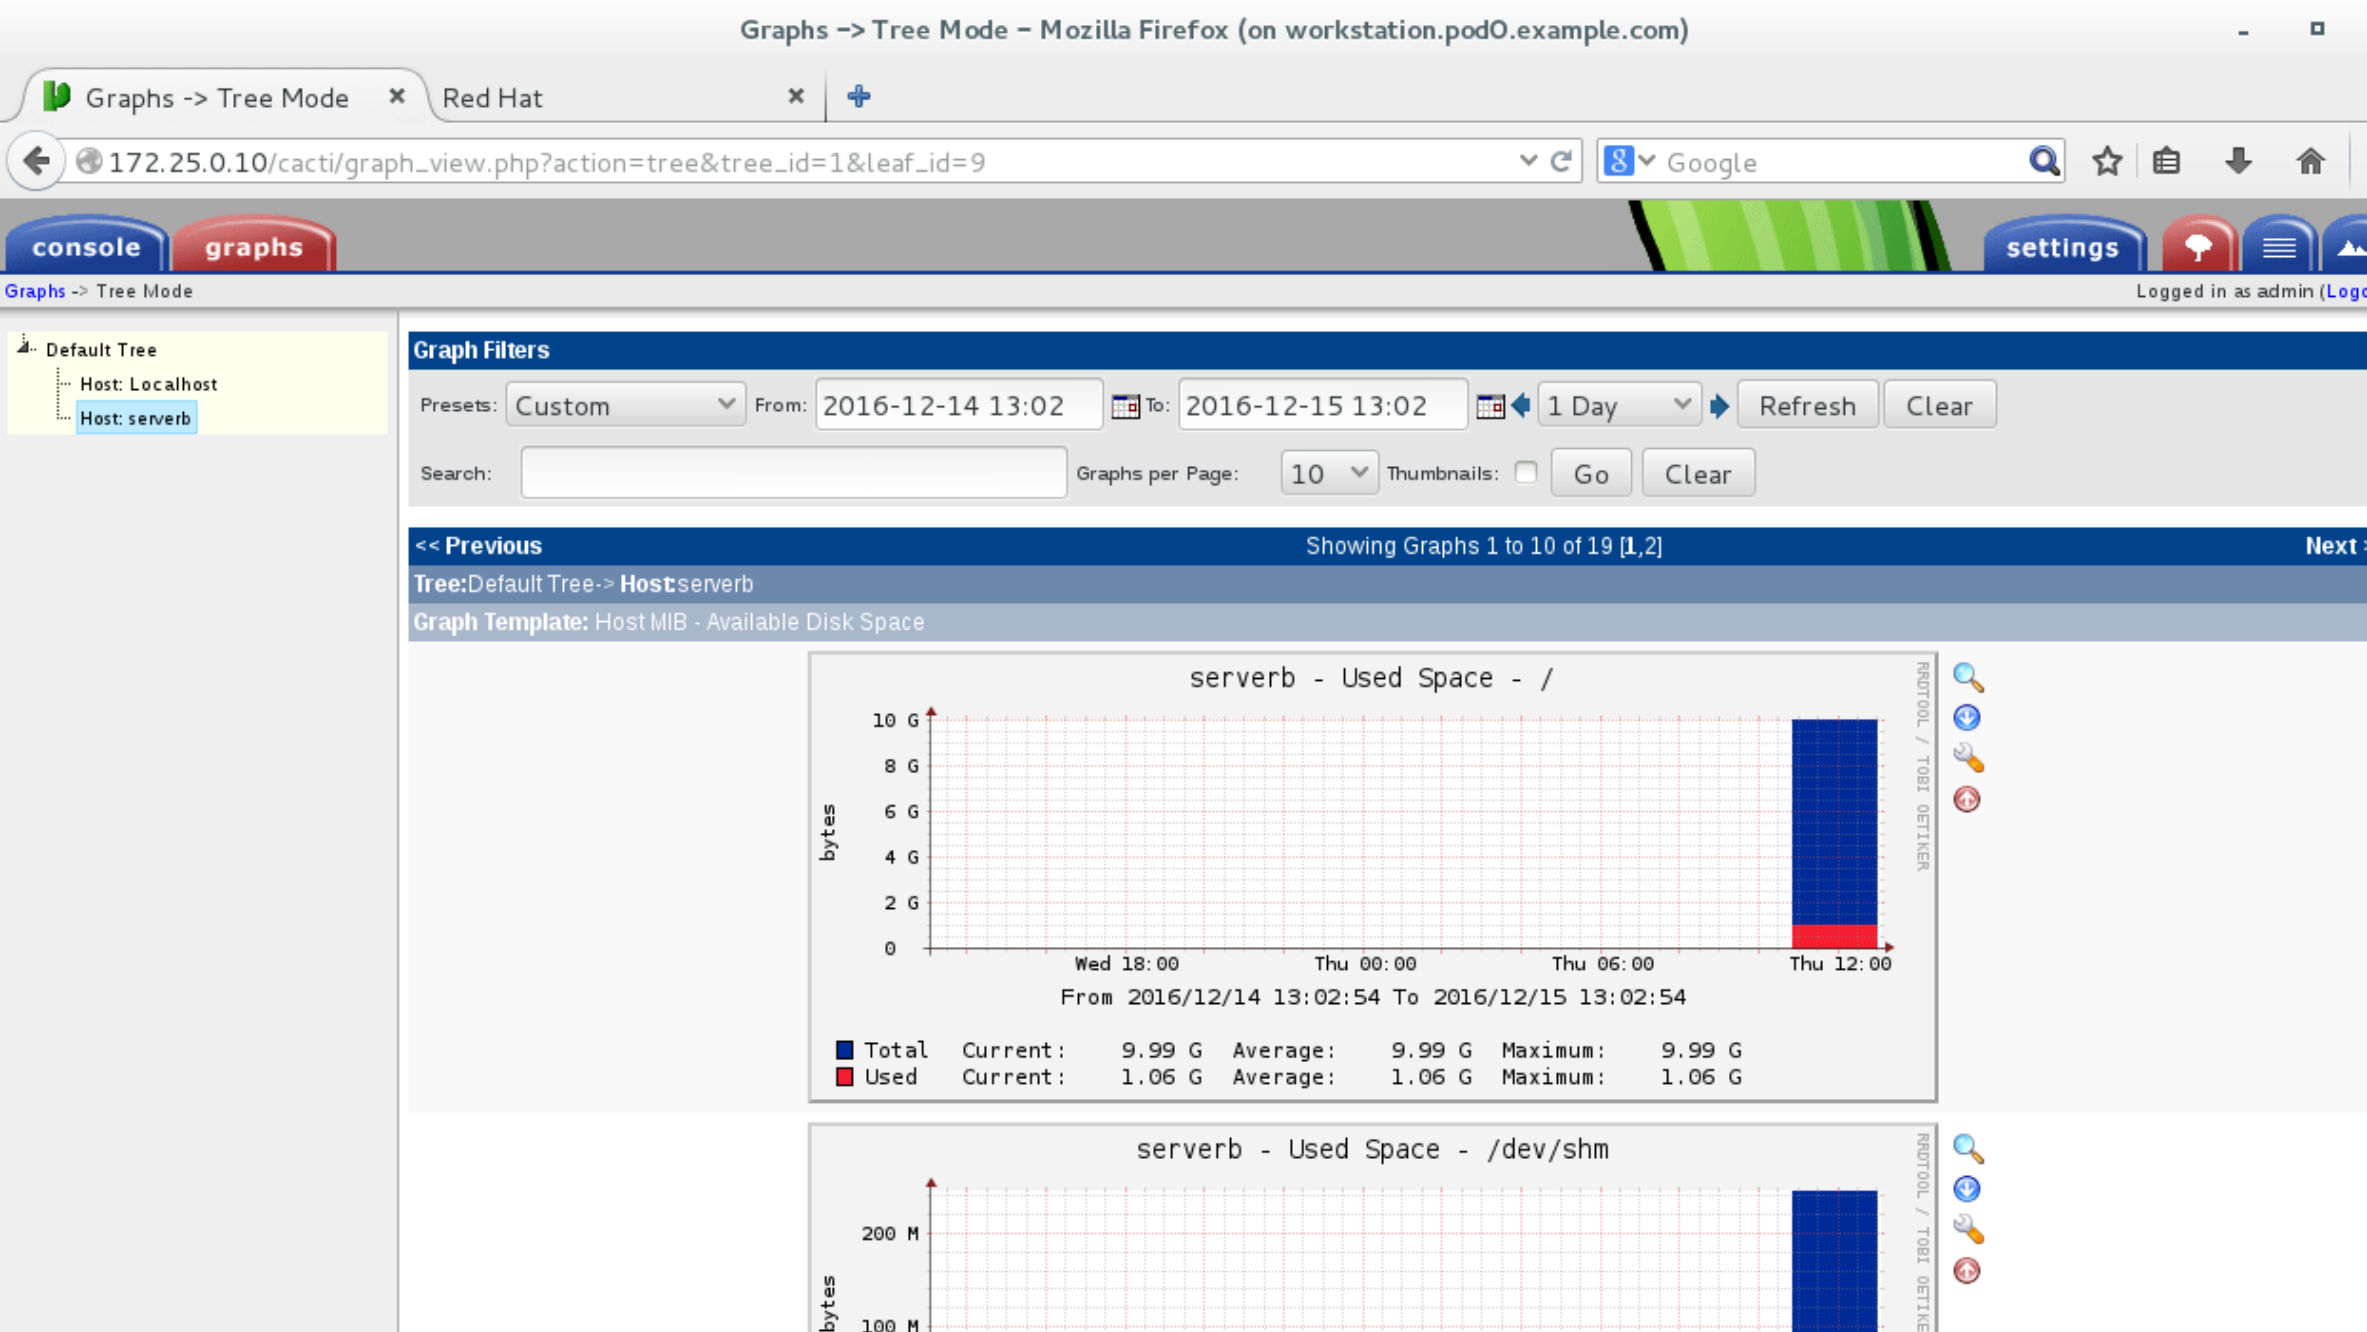 Graphs -> Tree Mode - Mozilla Firefox (on workstation.pod0.example.com)
Graphs -> Tree Mode
Red Hat
172.25.0.10/cacti/graph_view.php?action=tree&tree_id=1&leaf_id=9
Google
console
graphs
settings
Graphs -> Tree Mode
Logged in as admin (Logo
Default Tree
Host: Localhost
Host: serverb
Graph Filters
Presets: Custom From: 2016-12-14 13:02 To: 2016-12-15 13:02 1 Day Refresh Clear
Search: Graphs per Page: 10 Thumbnails: Go Clear
<< Previous Showing Graphs 1 to 10 of 19 [1,2] Next >
Tree:Default Tree-> Host:serverb
Graph Template: Host MIB - Available Disk Space
serverb - Used Space - /
RRDTOOL / TOBI OETIKER
bytes
10 G
8 G
6 G
4 G
2 G
0
Wed 18:00 Thu 00:00 Thu 06:00 Thu 12:00
From 2016/12/14 13:02:54 To 2016/12/15 13:02:54
Total Current: 9.99 G Average: 9.99 G Maximum: 9.99 G
Used Current: 1.06 G Average: 1.06 G Maximum: 1.06 G
serverb - Used Space - /dev/shm
RRDTOOL / TOBI OETIKE
bytes
200 M
100 M